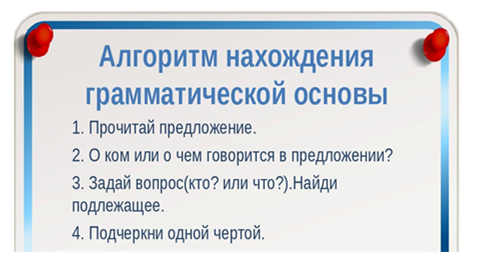 Алгоритм нахождения
грамматической основы
1. Прочитай предложение.
2. О ком или о чем говорится в предложении?
3. Задай вопрос(кто? или что?).Найди
подлежащее.
4. Подчеркни одной чертой.